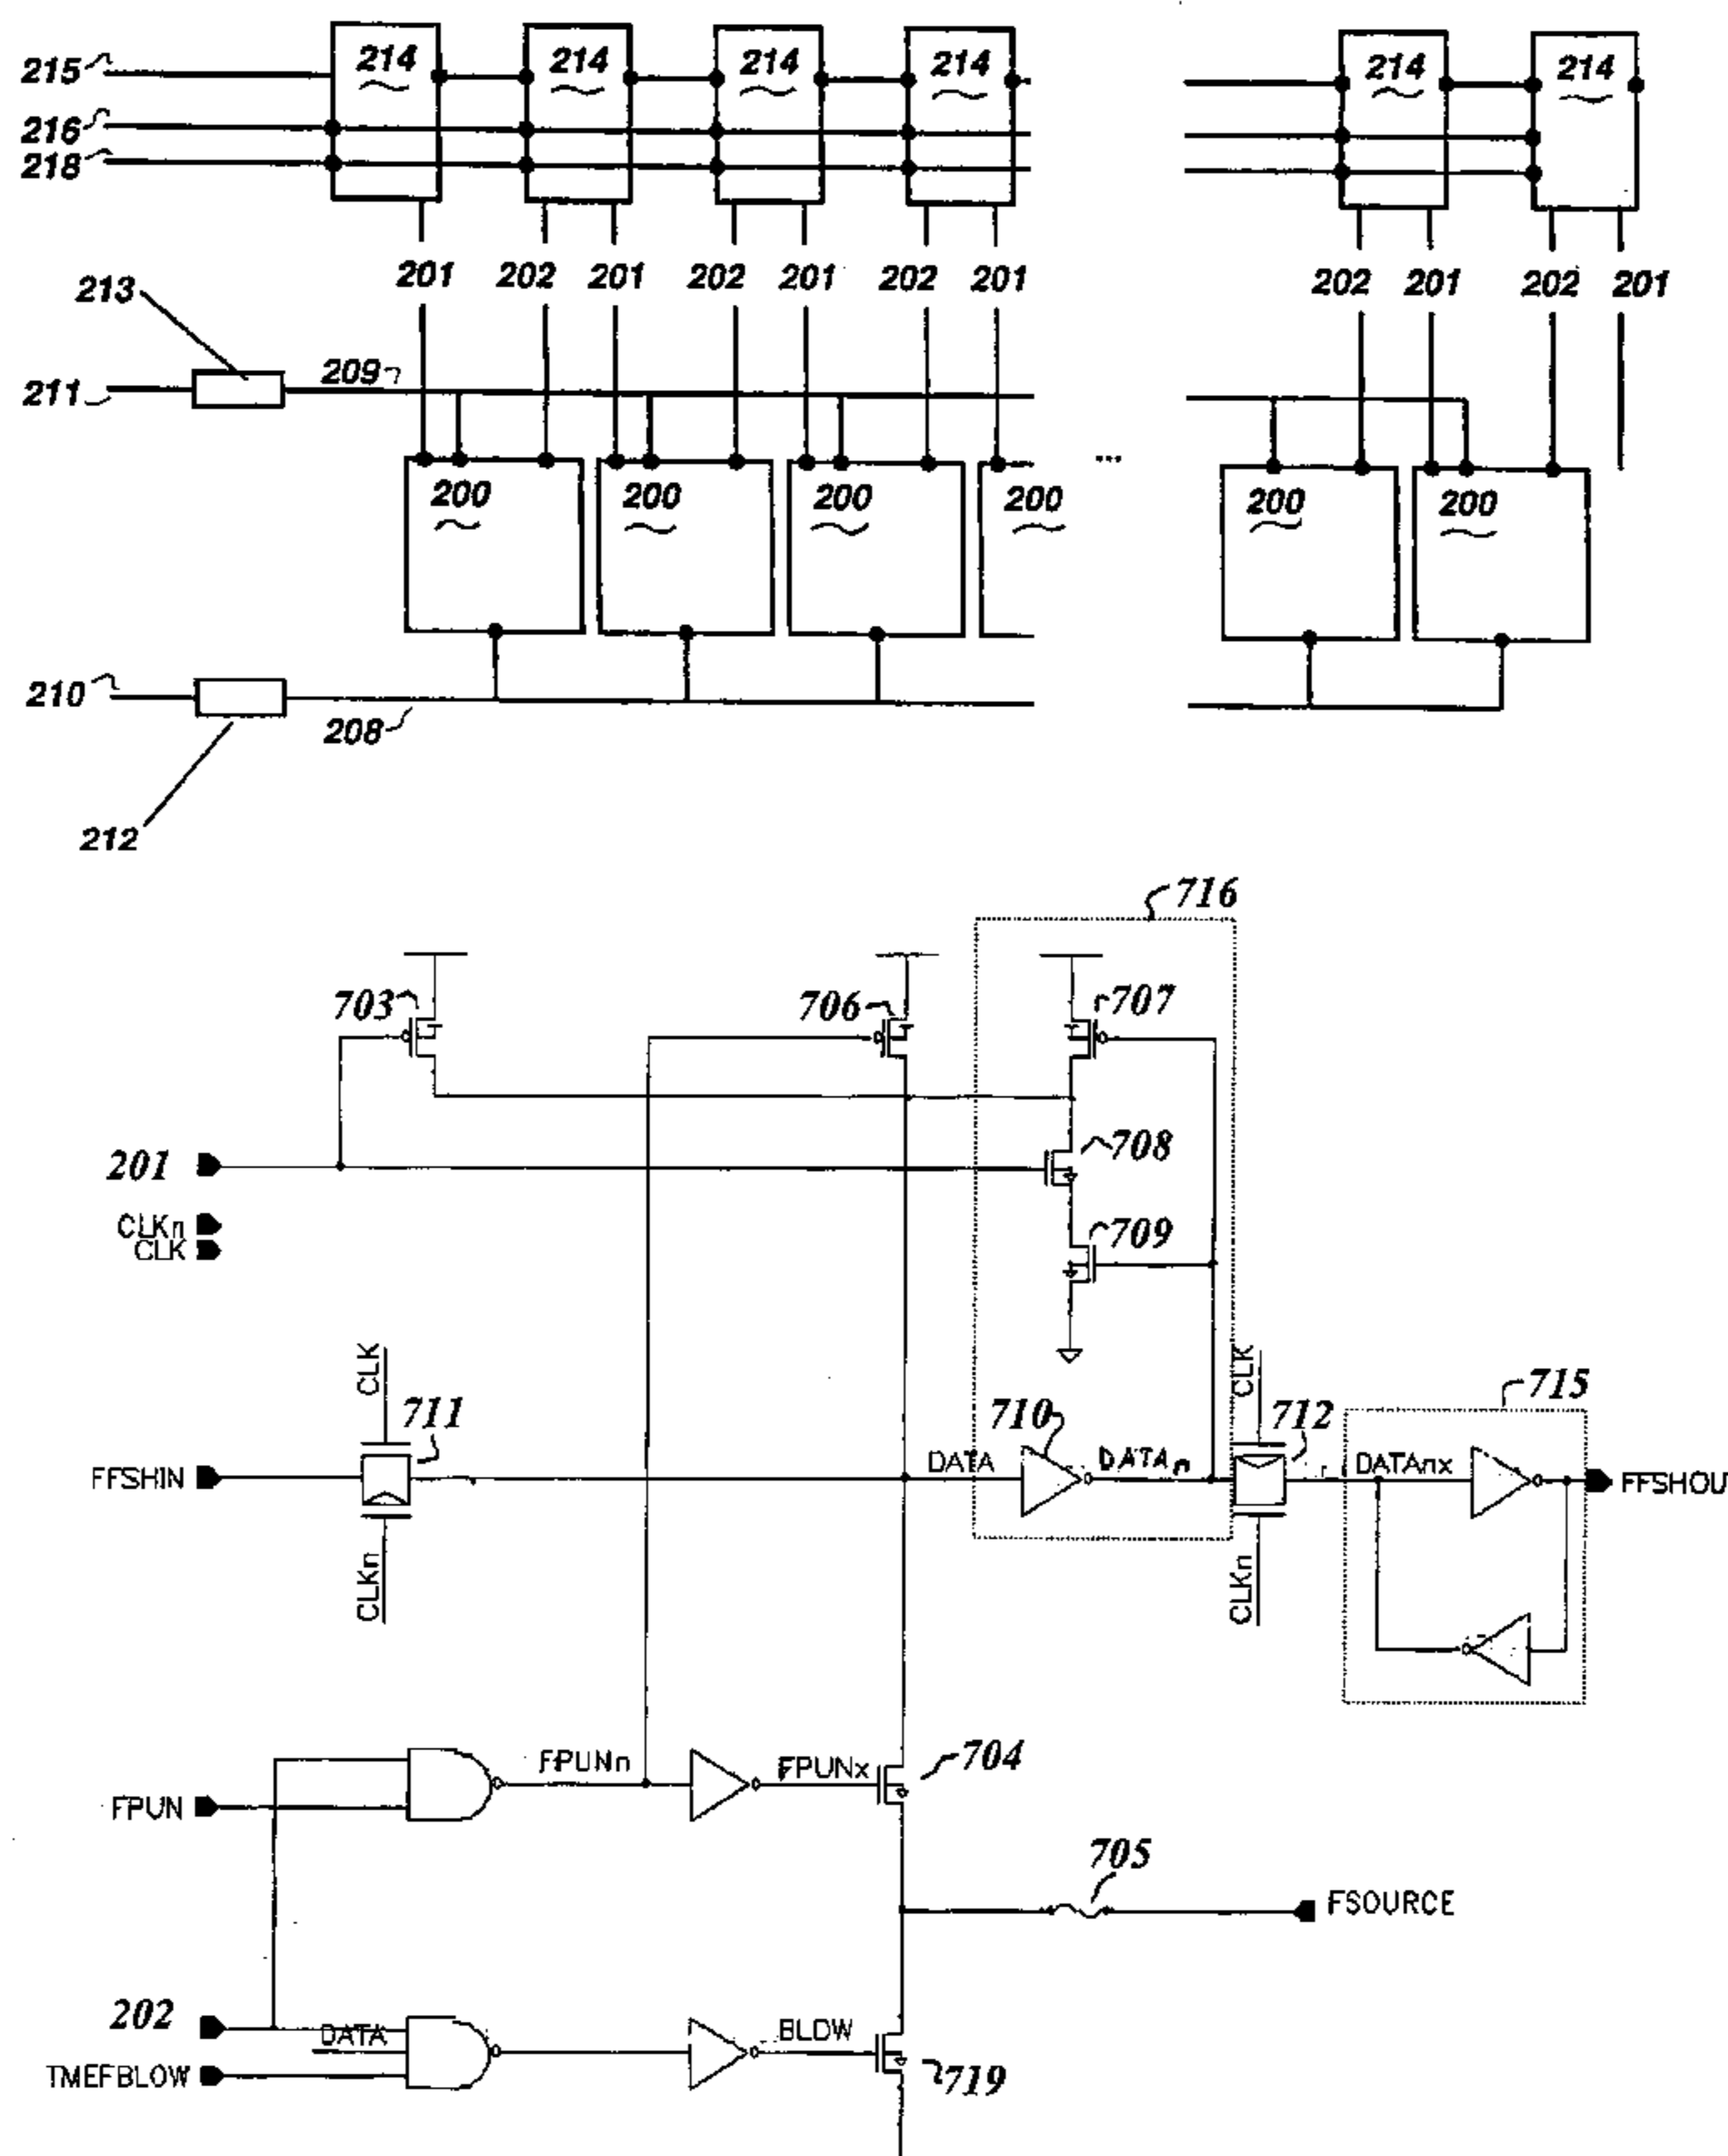 215 214 214 214 214 214 214
216
218
201 202 201 202 201 202 201 202 201 202 201
213
211 209
200 200 200 200 ... 200 200
210
208
212
716
703 706 707
201 708
CLKn
CLK
709
CLK CLK
711 710 712 715
FFSHIN DATA DATAn DATAnx FFSHOU
CLKn CLKn
FPUNn FPUNx 704
FPUN
705
FSOURCE
202 DATA BLOW
TMEFBLOW 719